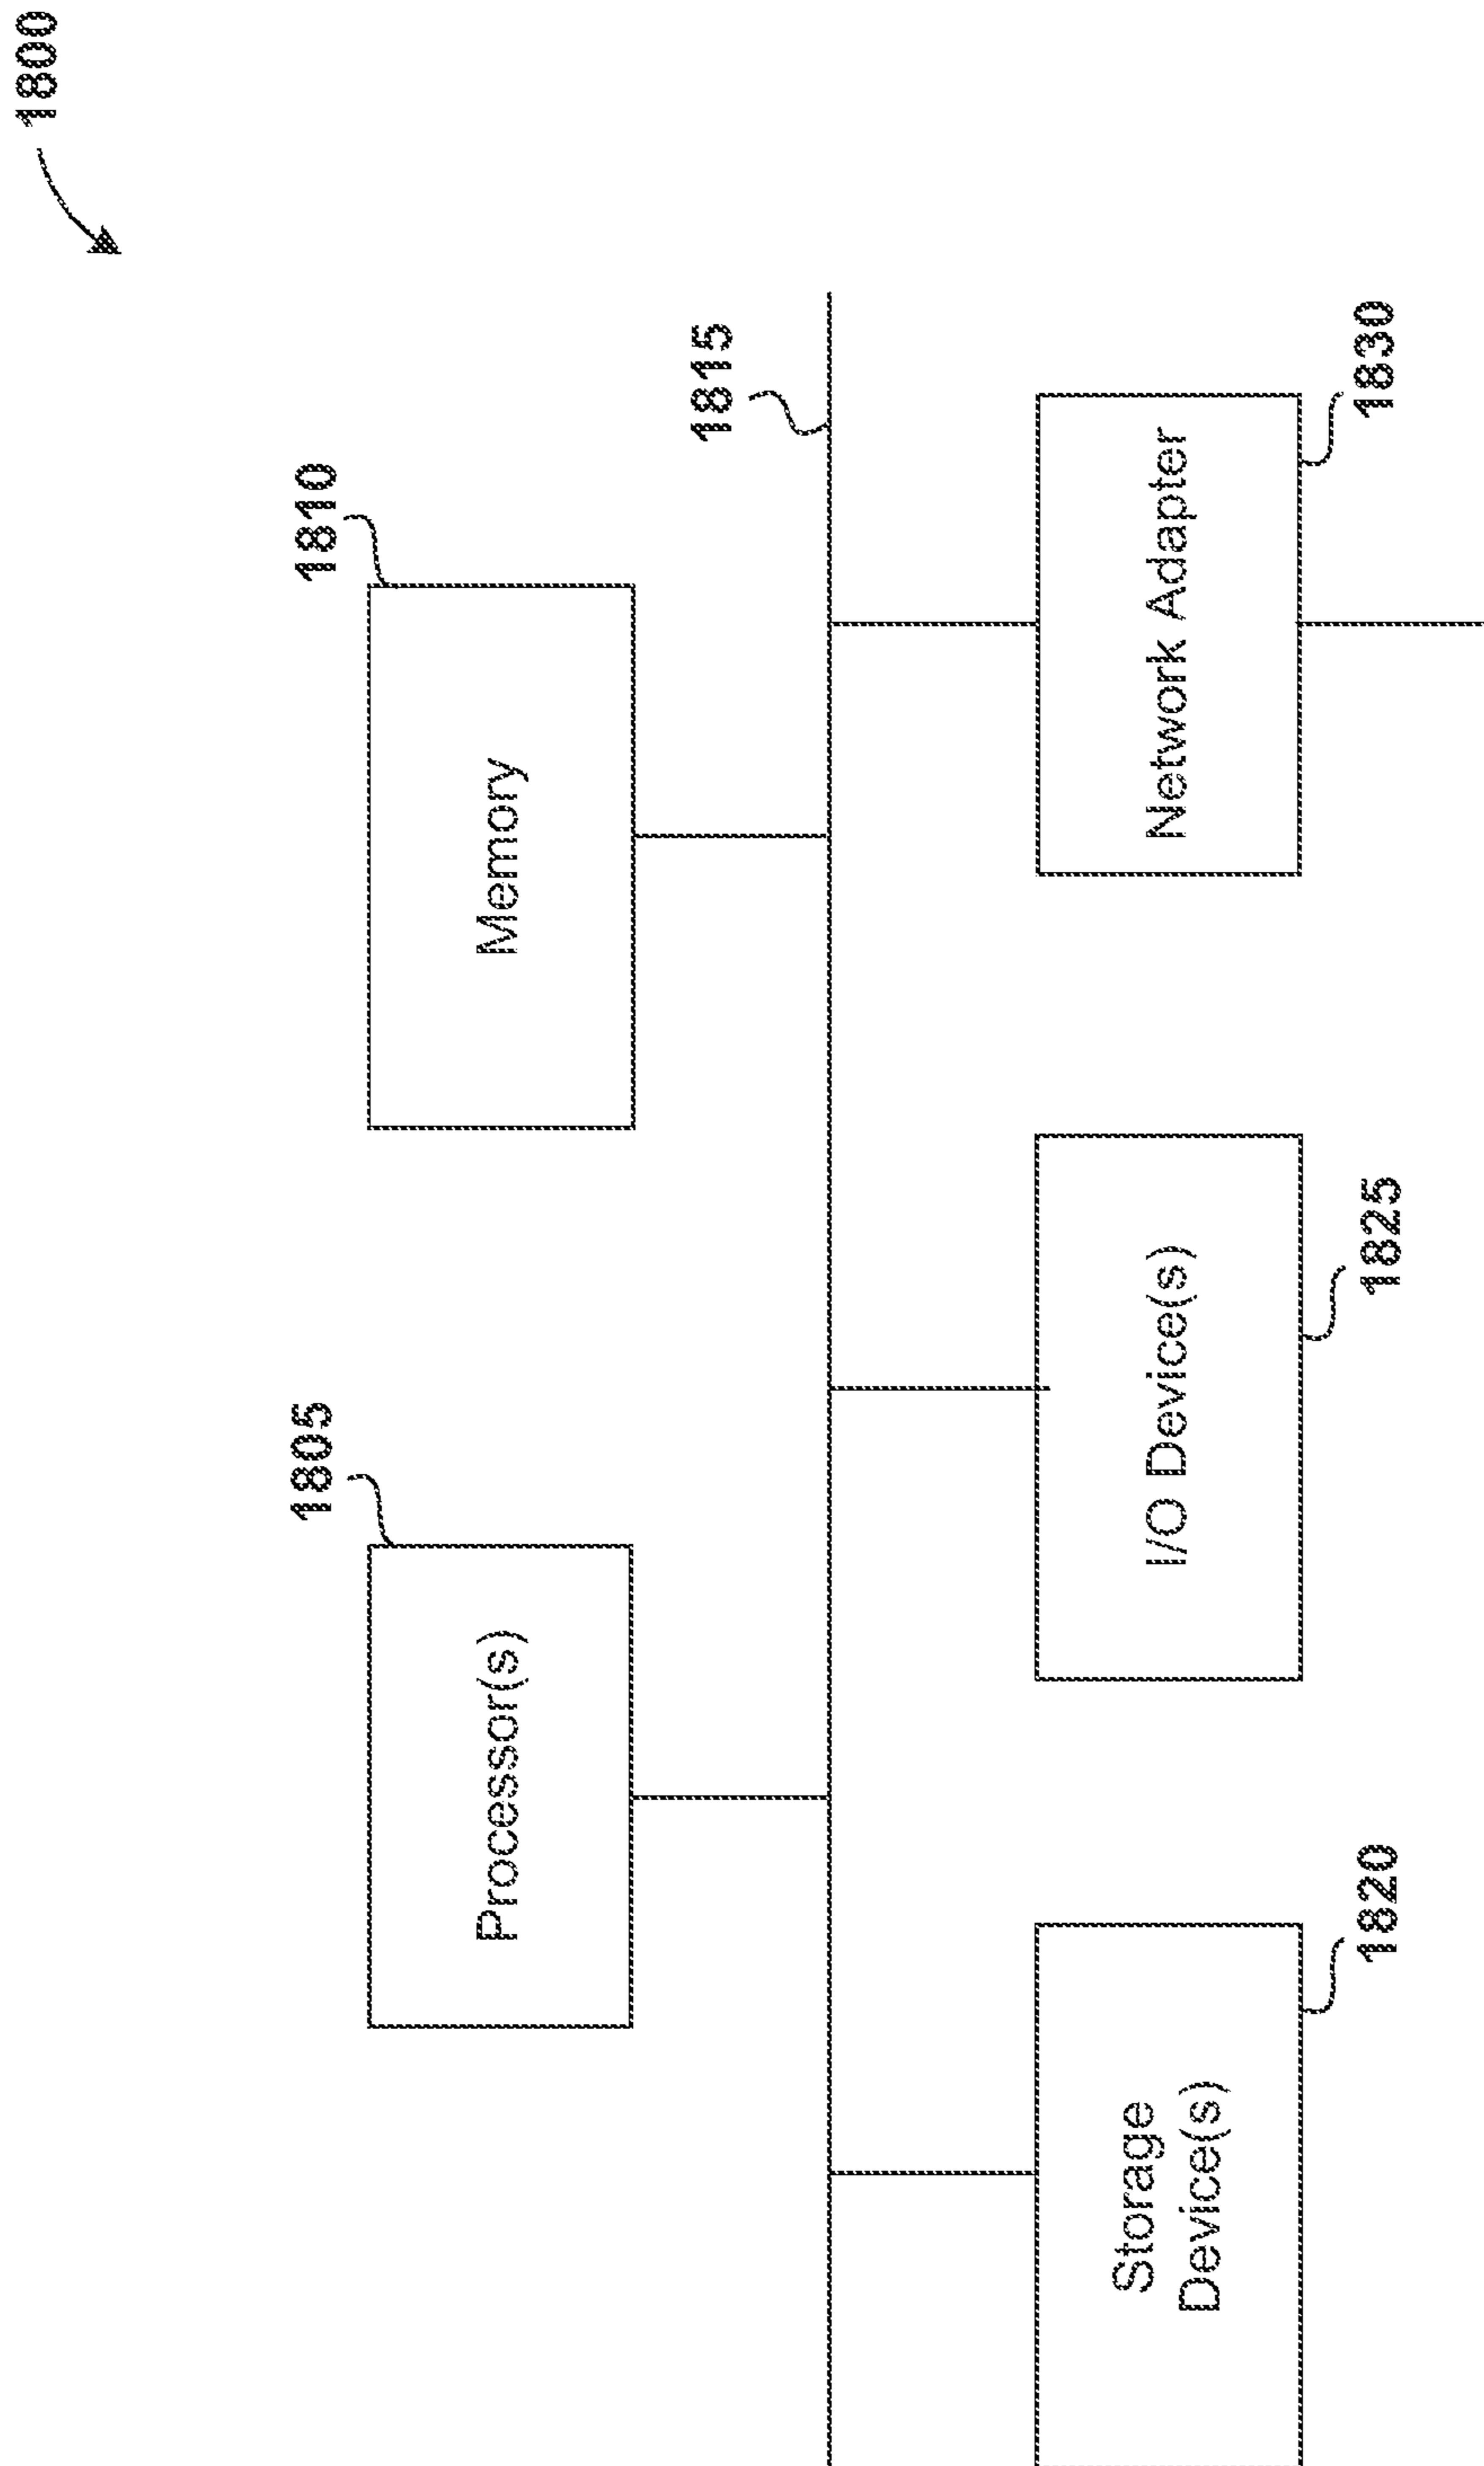 1800
1805
Processor(s)
1810
Memory
1815
1820
Storage
Device(s)
1825
I/O Device(s)
1830
Network Adapter